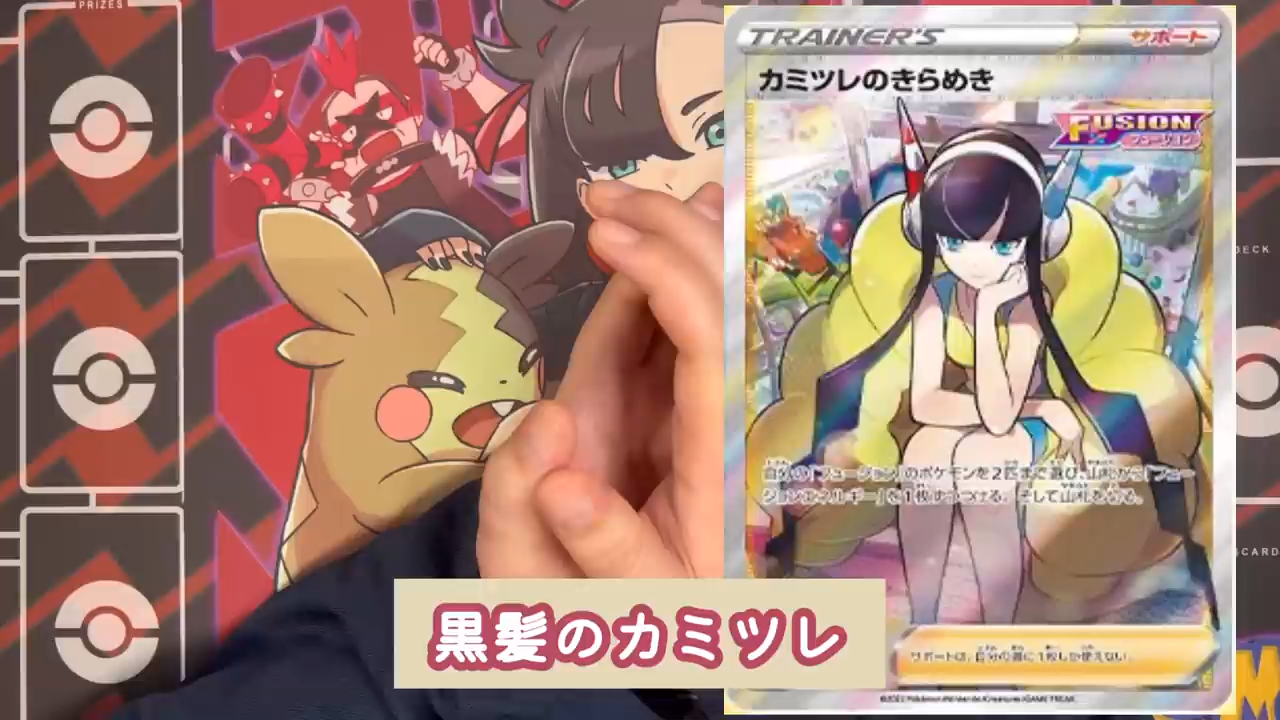 PRIZES
TRAINER'S
サポート
カミツレのきらめき
FUSION
フュージョン
自分の「フュージョン」のポケモンを2匹まで選び、山札から「フュー
ジョンエネルギー」を1枚ずつつける。そして山札を切る。
DECK
黒髪のカミツレ
サポートは、自分の番に1枚しか使えない。